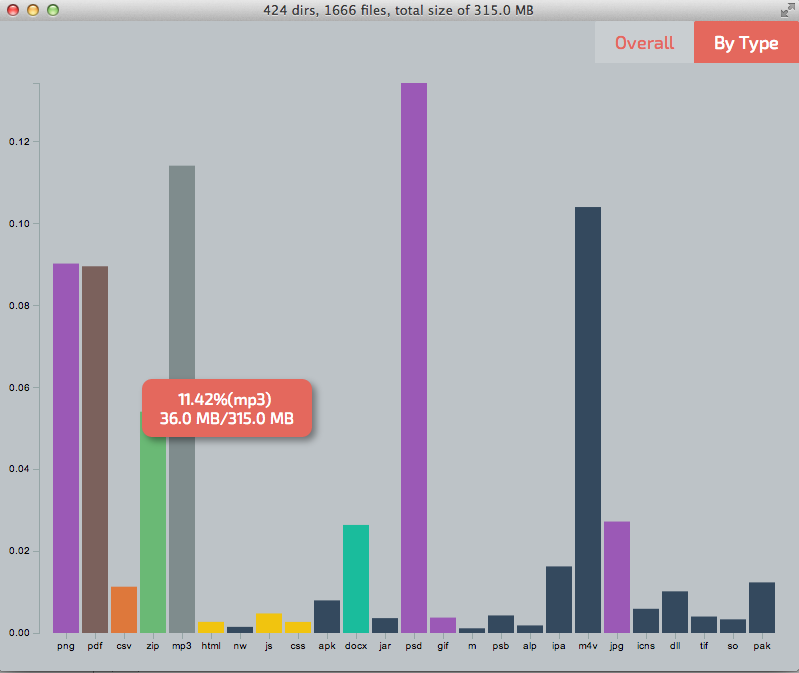 424 dirs, 1666 files, total size of 315.0 MB
Overall
By Type
0.12
0.10
0.08
0.06
0.04
0.02
0.00
11.42%(mp3)
36.0 MB/315.0 MB
png pdf csv zip mp3 html nw js css apk docx jar psd gif m psb alp ipa m4v jpg icns dll tif so pak